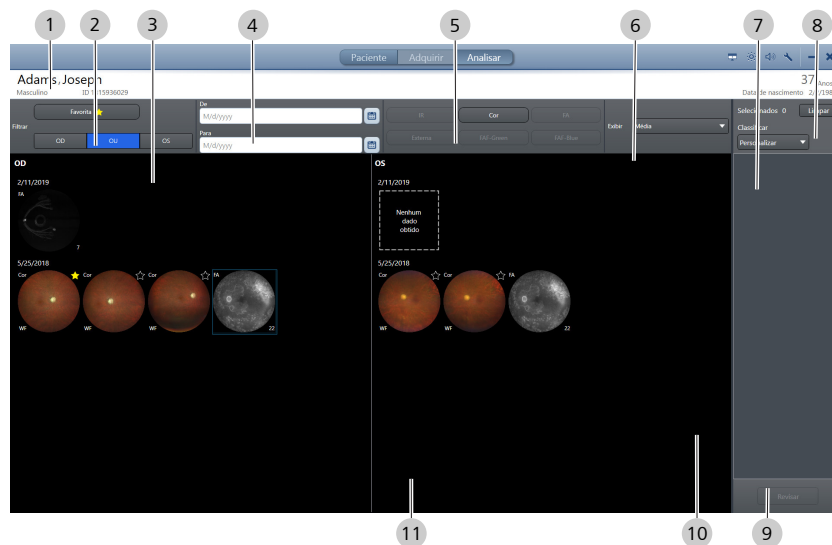 1 2 3 4 5 6 7 8
Paciente Adquirir Analisar
Adams, Joseph
37 Anos
Masculino
Data de nascimento
De
Favorita
M/d/yyyy
IR Cor FA
Selecionados 0 Limpar
Filtrar
Exibir Média
Classificar
Para
OD OU OS
M/d/yyyy
Externo FAF-Green FAF-Blue
Personalizar
OD
OS
2/11/2019
2/11/2019
FA
Nenhum
dado
obtido
7
5/25/2018
5/25/2018
Cor Cor Cor FA
Cor Cor FA
WF WF WF 22
WF WF 22
Revisar
11 10 9